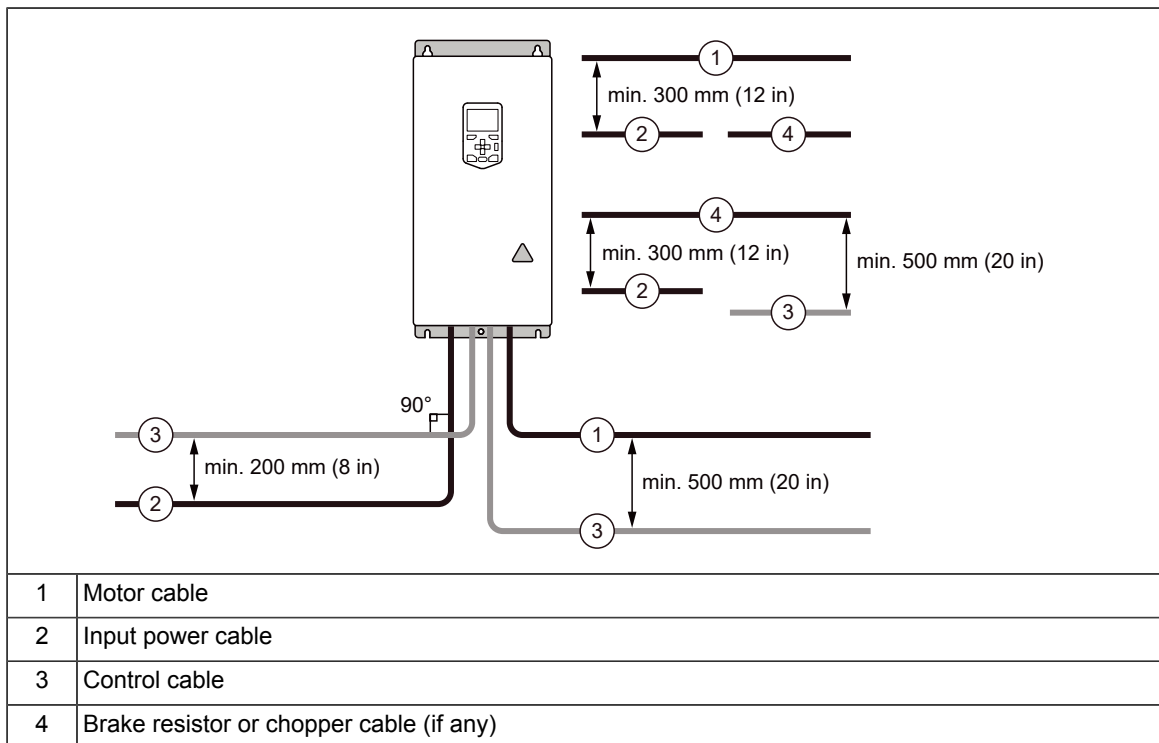 1
min. 300 mm (12 in)
2
4
4
min. 300 mm (12 in)
min. 500 mm (20 in)
2
3
90°
3
1
min. 200 mm (8 in)
min. 500 mm (20 in)
2
3
1 Motor cable
2 Input power cable
3 Control cable
4 Brake resistor or chopper cable (if any)